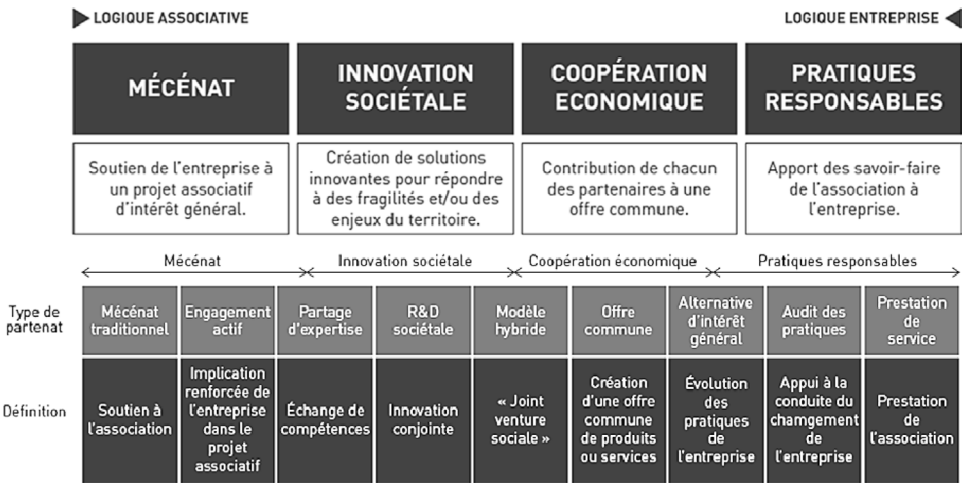 LOGIQUE ASSOCIATIVE
LOGIQUE ENTREPRISE
MÉCÉNAT
INNOVATION
SOCIÉTALE
COOPÉRATION
ECONOMIQUE
PRATIQUES
RESPONSABLES
Soutien de l'entreprise à
un projet associatif
d'intérêt général.
Création de solutions
innovantes pour répondre
à des fragilités et/ou des
enjeux du territoire.
Contribution de chacun
des partenaires à une
offre commune.
Apport des savoir-faire
de l'association à
l'entreprise.
Mécénat
Innovation sociétale
Coopération économique
Pratiques responsables
Type de
partenat
Mécénat
traditionnel
Engagement
actif
Partage
d'expertise
R&D
sociétale
Modèle
hybride
Offre
commune
Alternative
d'intérêt
général
Audit des
pratiques
Prestation
de
service
Définition
Soutien à
l'association
Implication
renforcée de
l'entreprise
dans le
projet
associatif
Échange de
compétences
Innovation
conjointe
« Joint
venture
sociale »
Création
d'une offre
commune
de produits
ou services
Évolution
des
pratiques
de
l'entreprise
Appui à la
conduite du
chamgement
de
l'entreprise
Prestation
de
l'association